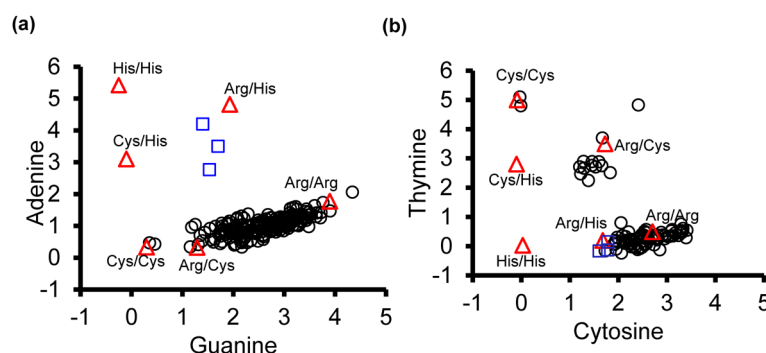 (a)
6
5
4
3
2
1
0
-1
Adenine
His/His
Arg/His
Cys/His
Arg/Arg
Cys/Cys
Arg/Cys
-1 0 1 2 3 4 5
Guanine
(b)
6
5
4
3
2
1
0
-1
Thymine
Cys/Cys
Arg/Cys
Cys/His
Arg/His
Arg/Arg
His/His
-1 0 1 2 3 4
Cytosine